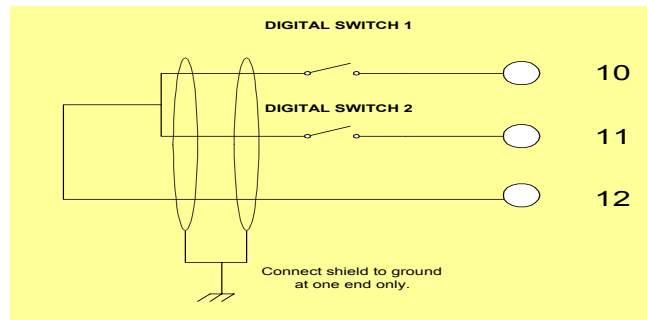 DIGITAL SWITCH 1
10
DIGITAL SWITCH 2
11
12
Connect shield to ground
at one end only.